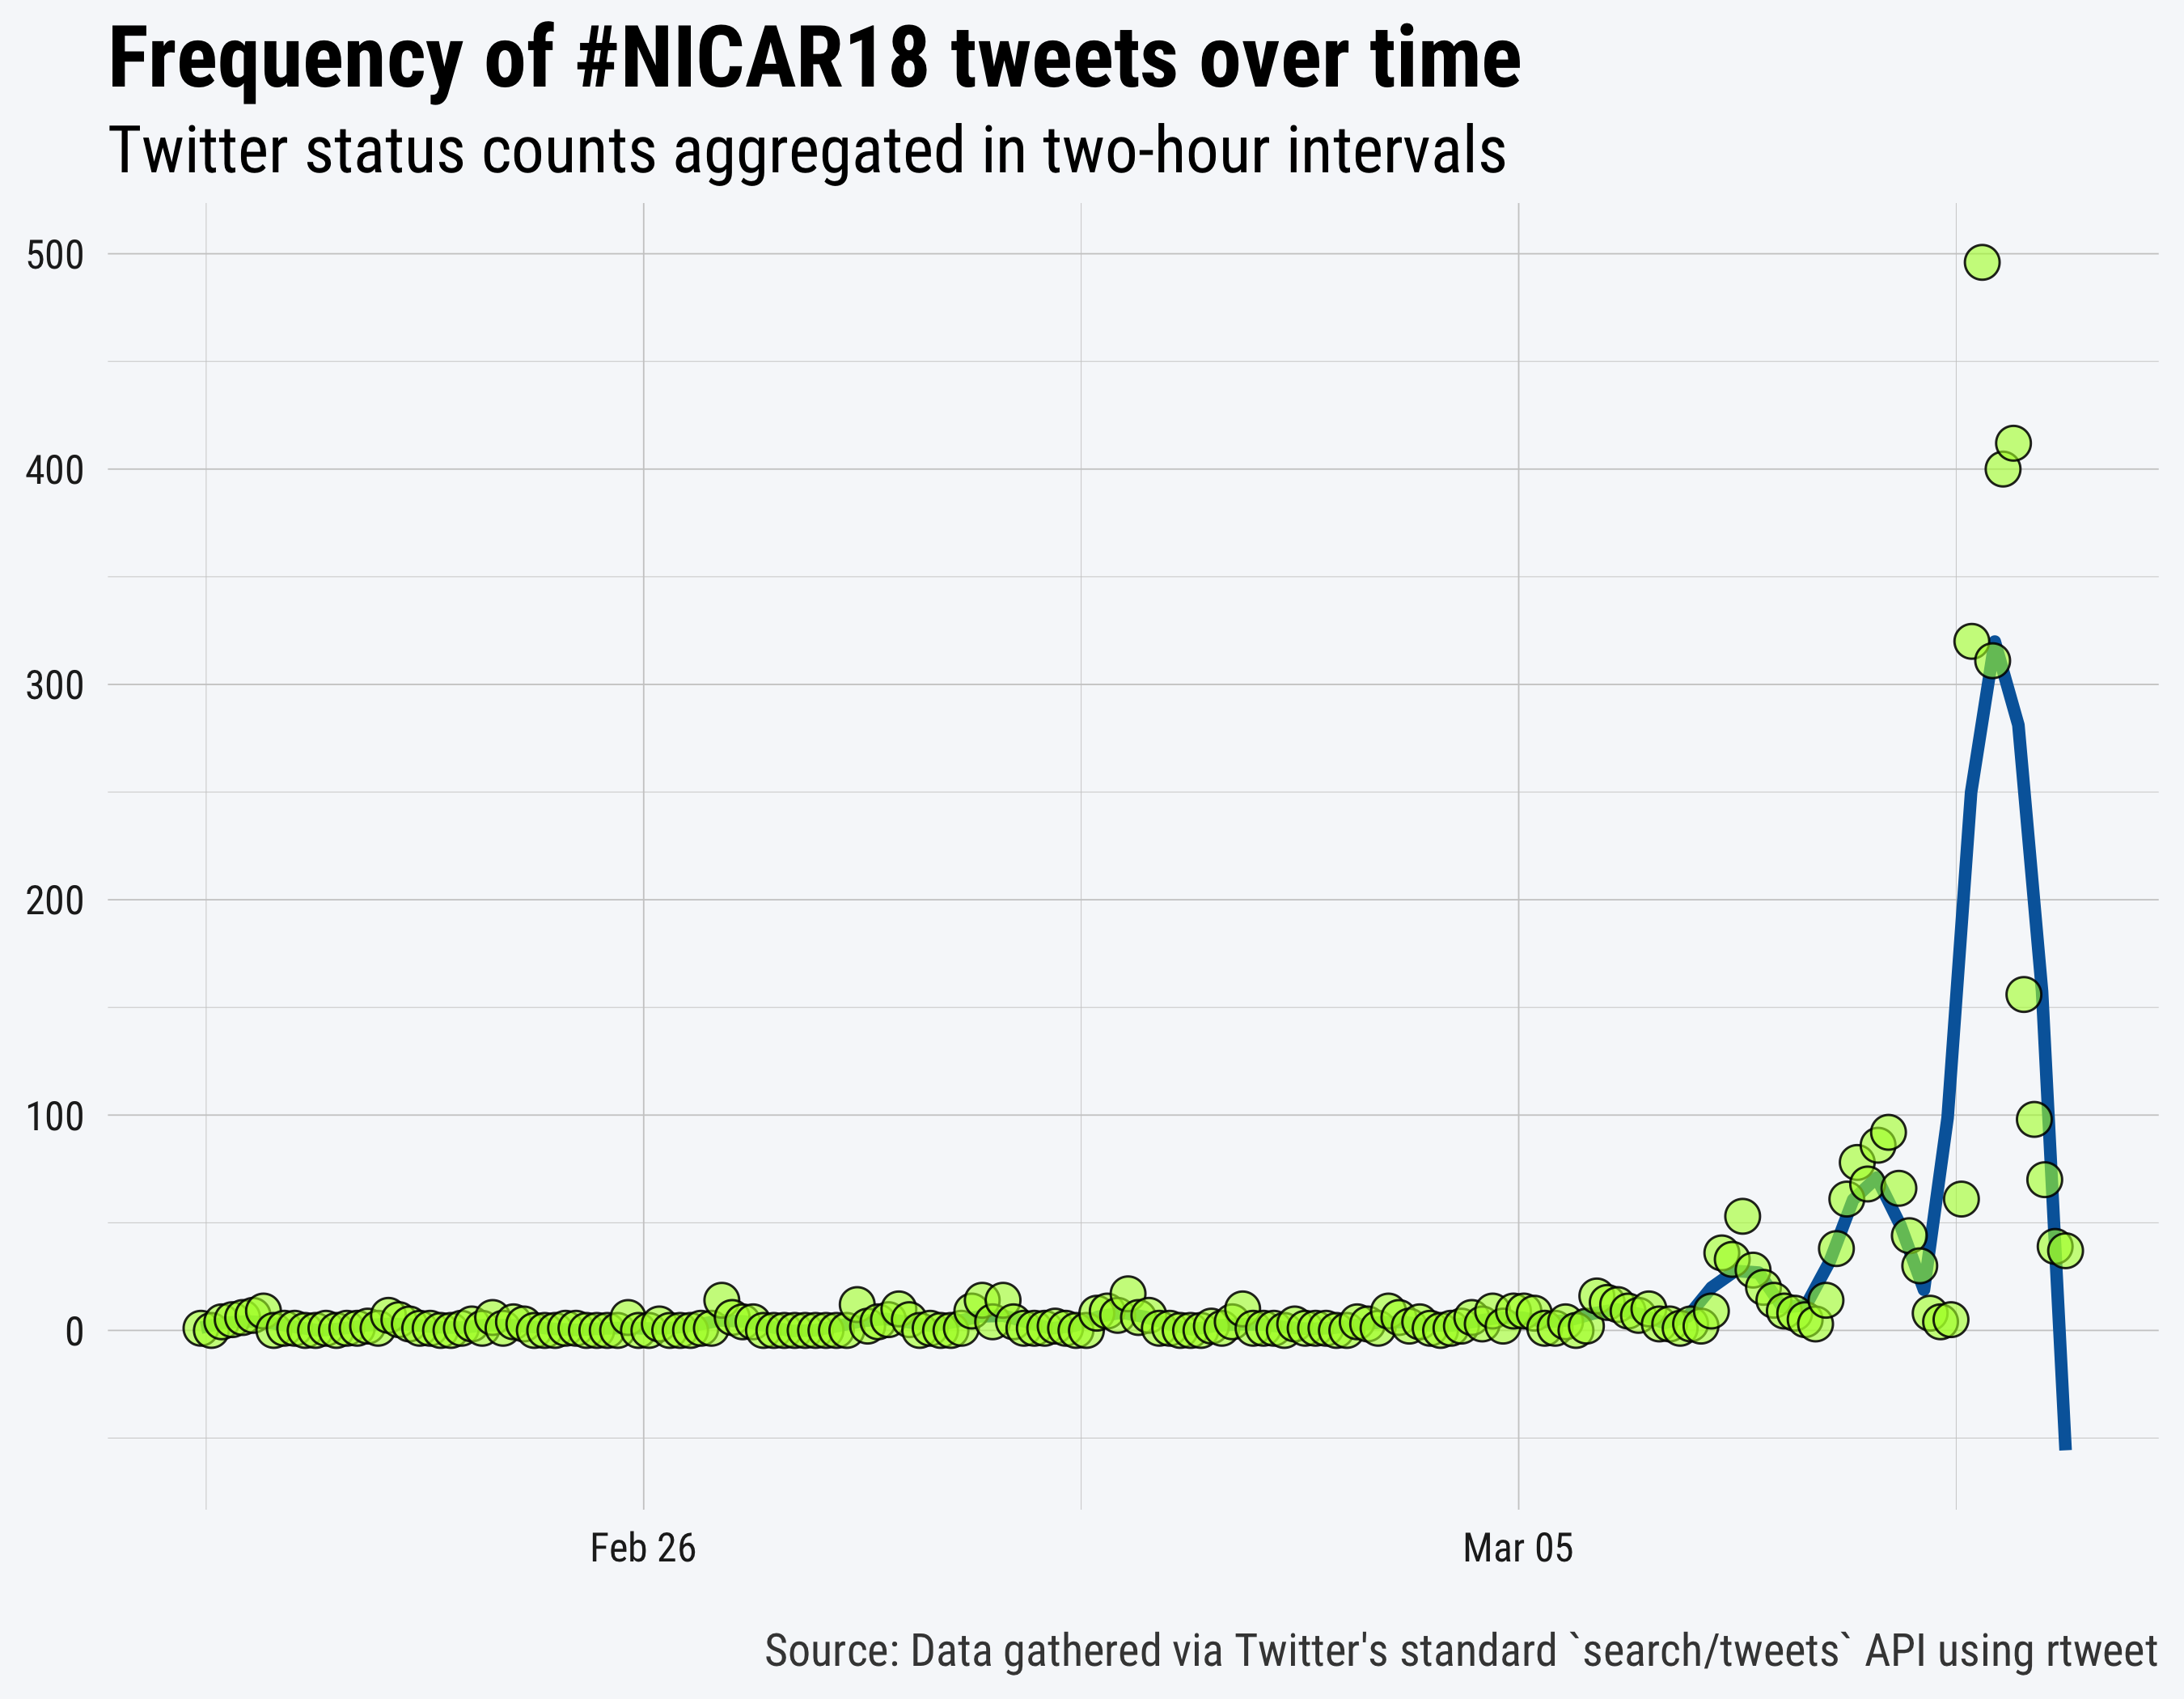 Frequency of #NICAR18 tweets over time
Twitter status counts aggregated in two-hour intervals
500
400
300
200
100
0
Feb 26 Mar 05
Source: Data gathered via Twitter's standard `search/tweets` API using rtweet